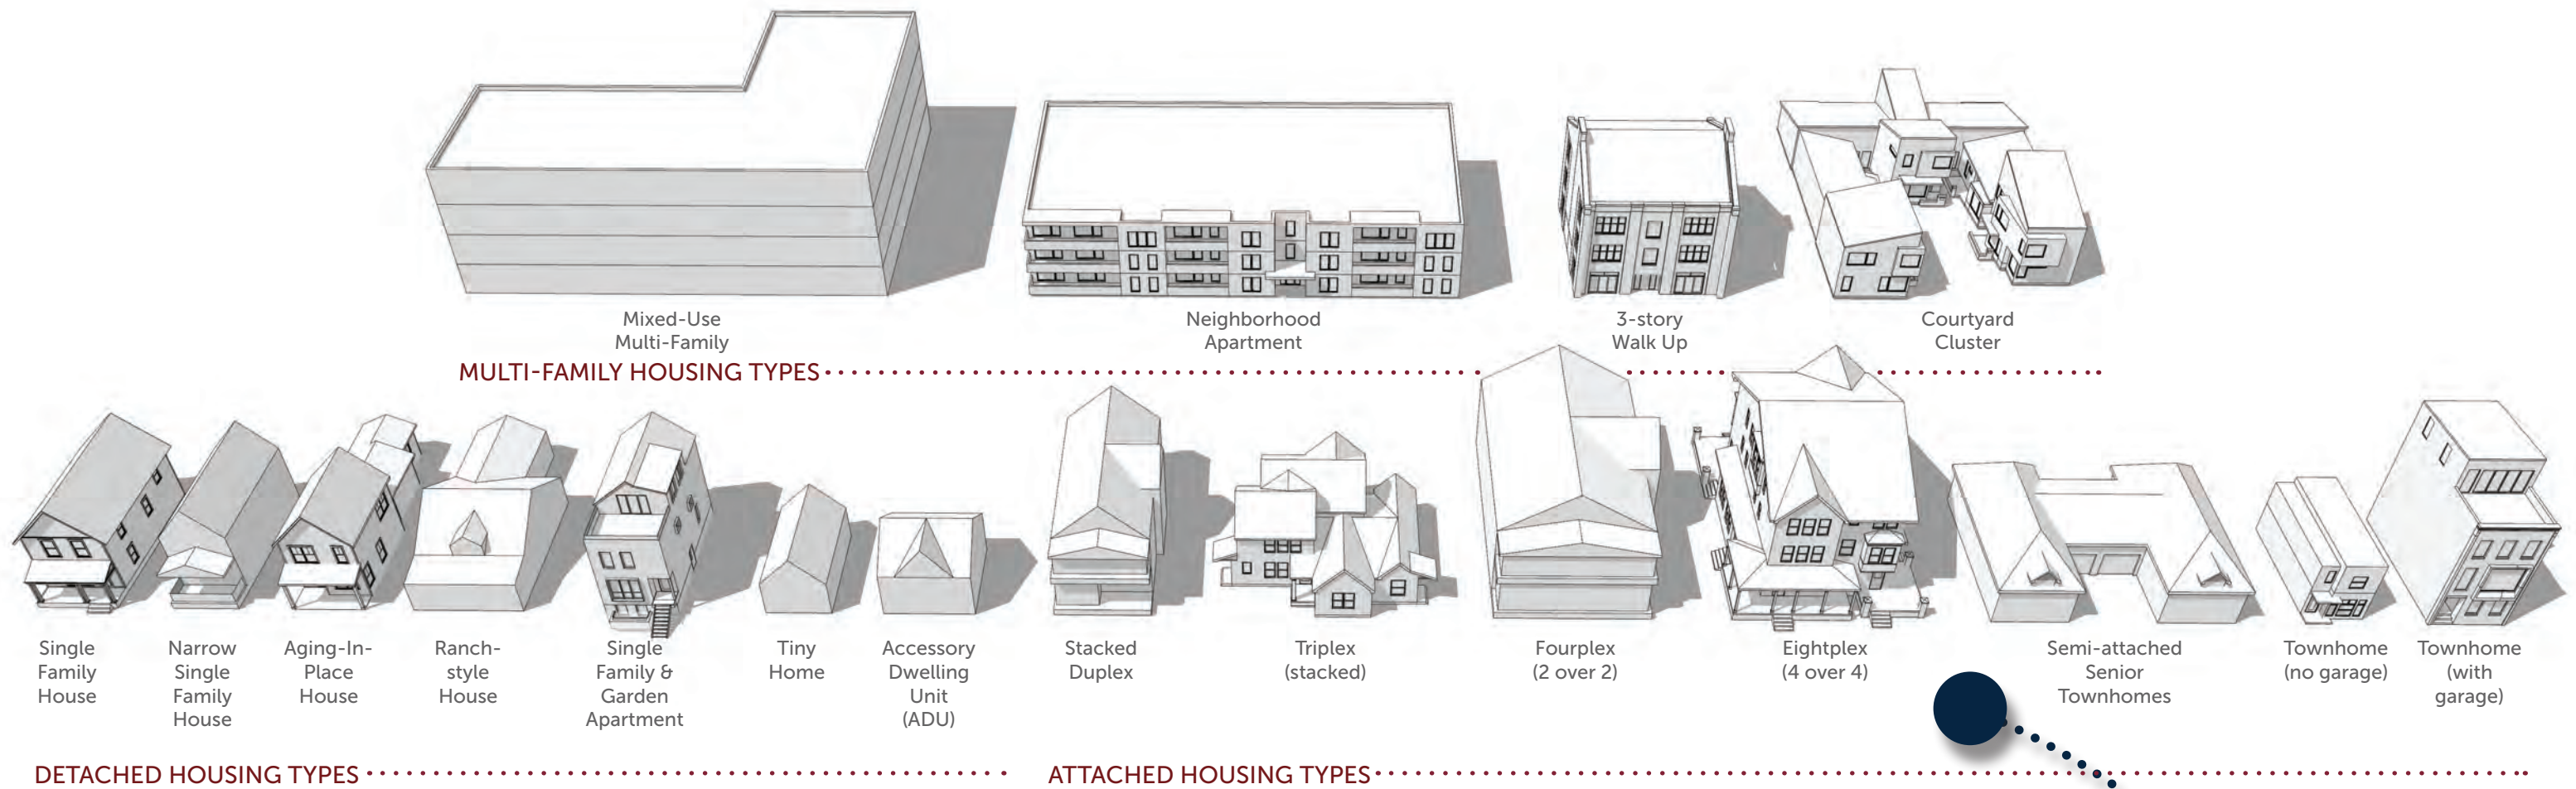 Mixed-Use
Multi-Family
Neighborhood
Apartment
3-story
Walk Up
Courtyard
Cluster
MULTI-FAMILY HOUSING TYPES
Single
Family
House
Narrow
Single
Family
House
Aging-In-
Place
House
Ranch-
style
House
Single
Family &
Garden
Apartment
Tiny
Home
Accessory
Dwelling
Unit
(ADU)
Stacked
Duplex
Triplex
(stacked)
Fourplex
(2 over 2)
Eightplex
(4 over 4)
Semi-attached
Senior
Townhomes
Townhome
(no garage)
Townhome
(with
garage)
DETACHED HOUSING TYPES
ATTACHED HOUSING TYPES